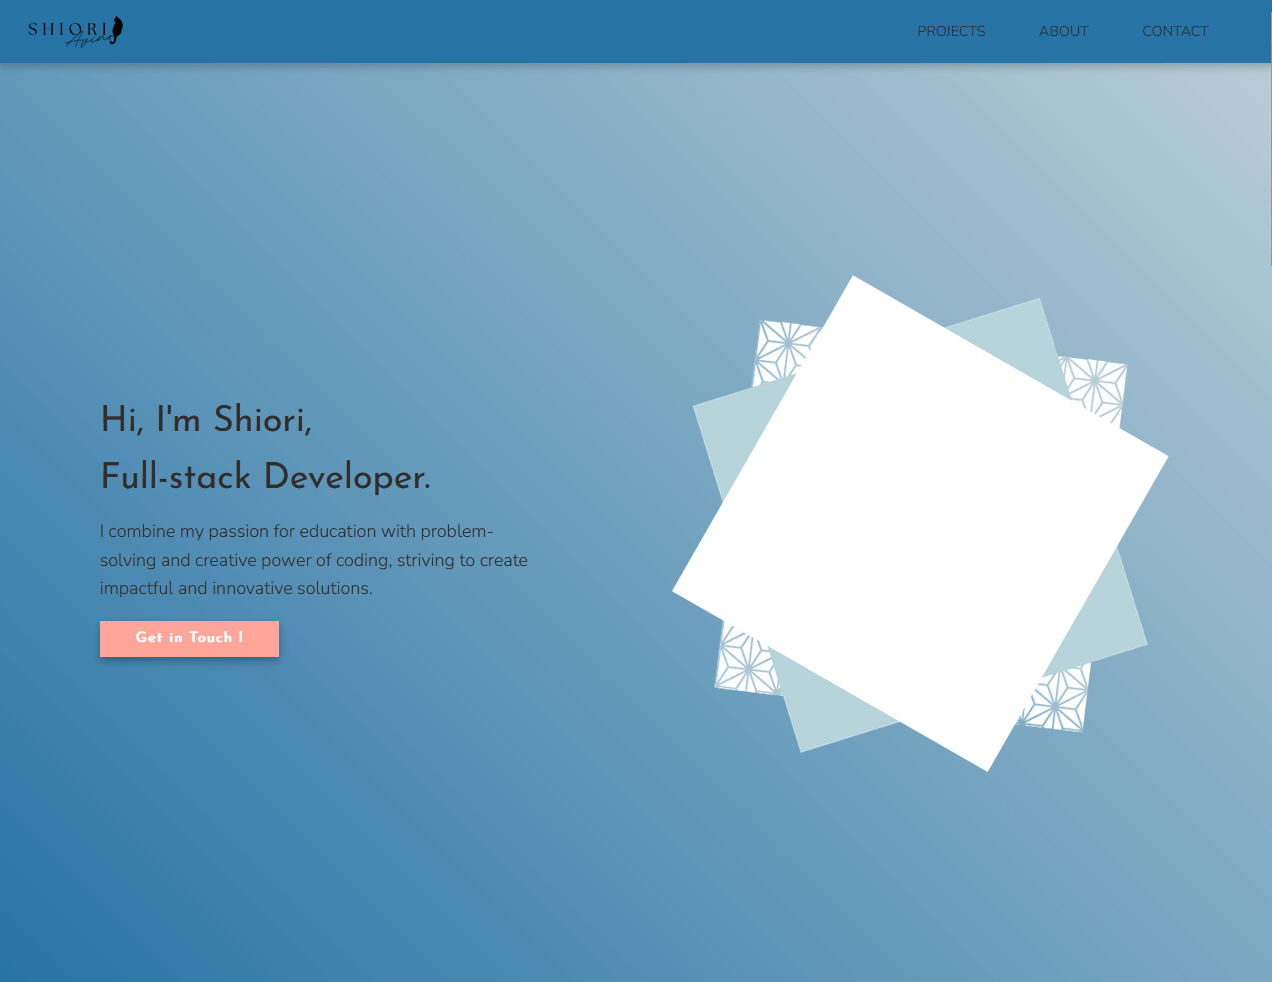 SHIORI
Avino
PROJECTS
ABOUT
CONTACT
Hi, I'm Shiori,
Full-stack Developer.
I combine my passion for education with problem-
solving and creative power of coding, striving to create
impactful and innovative solutions.
Get in Touch !